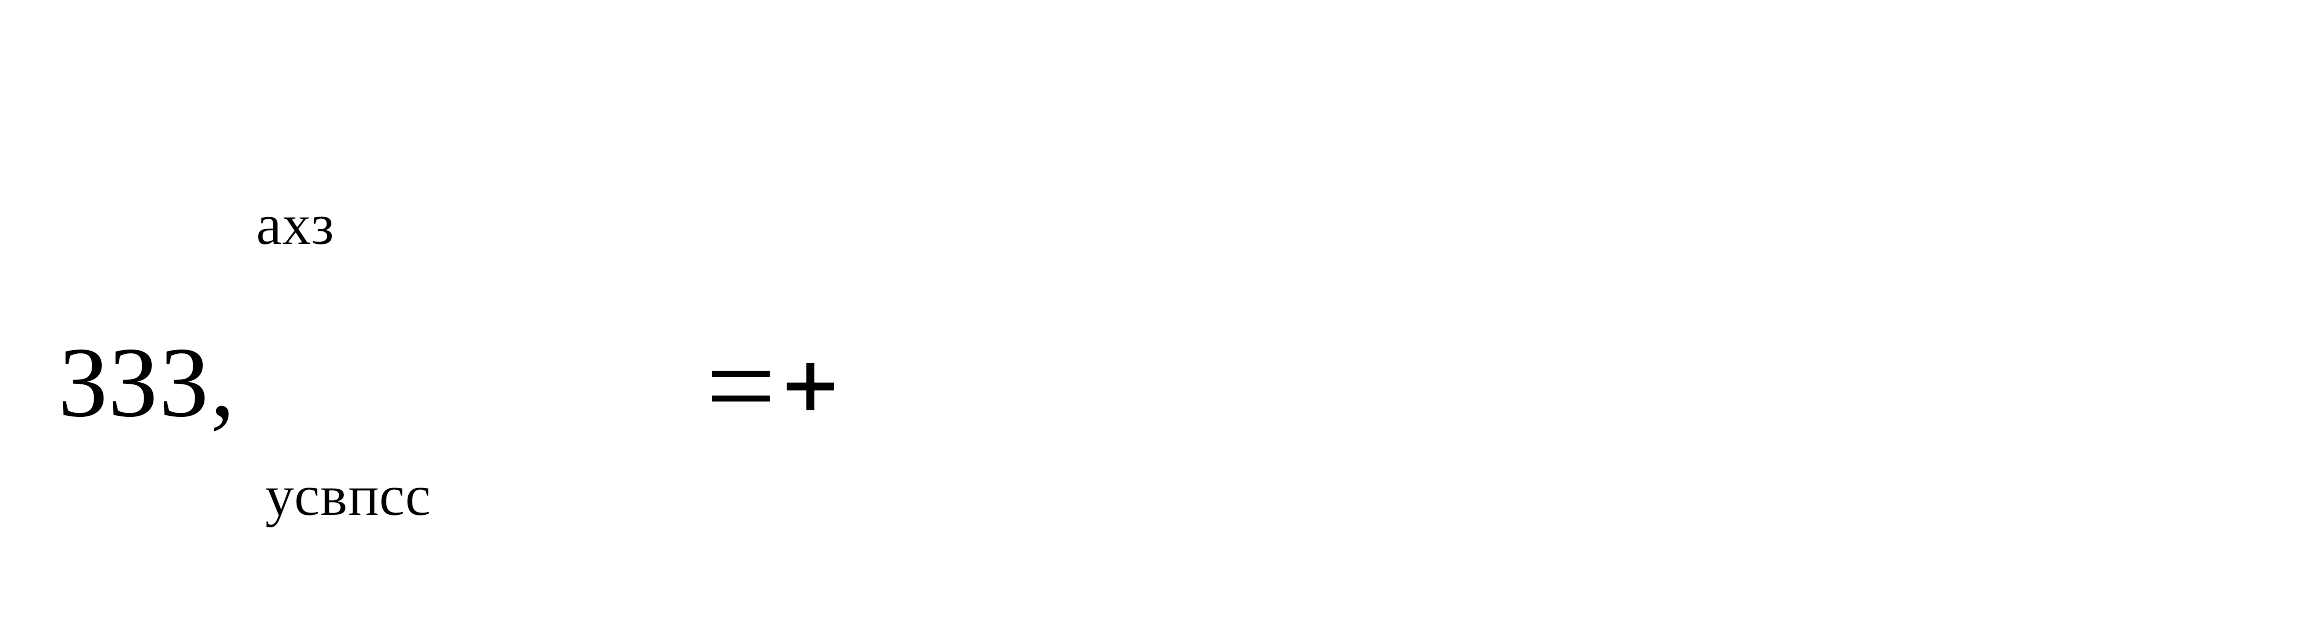 ахз
333, =+
усвпсс